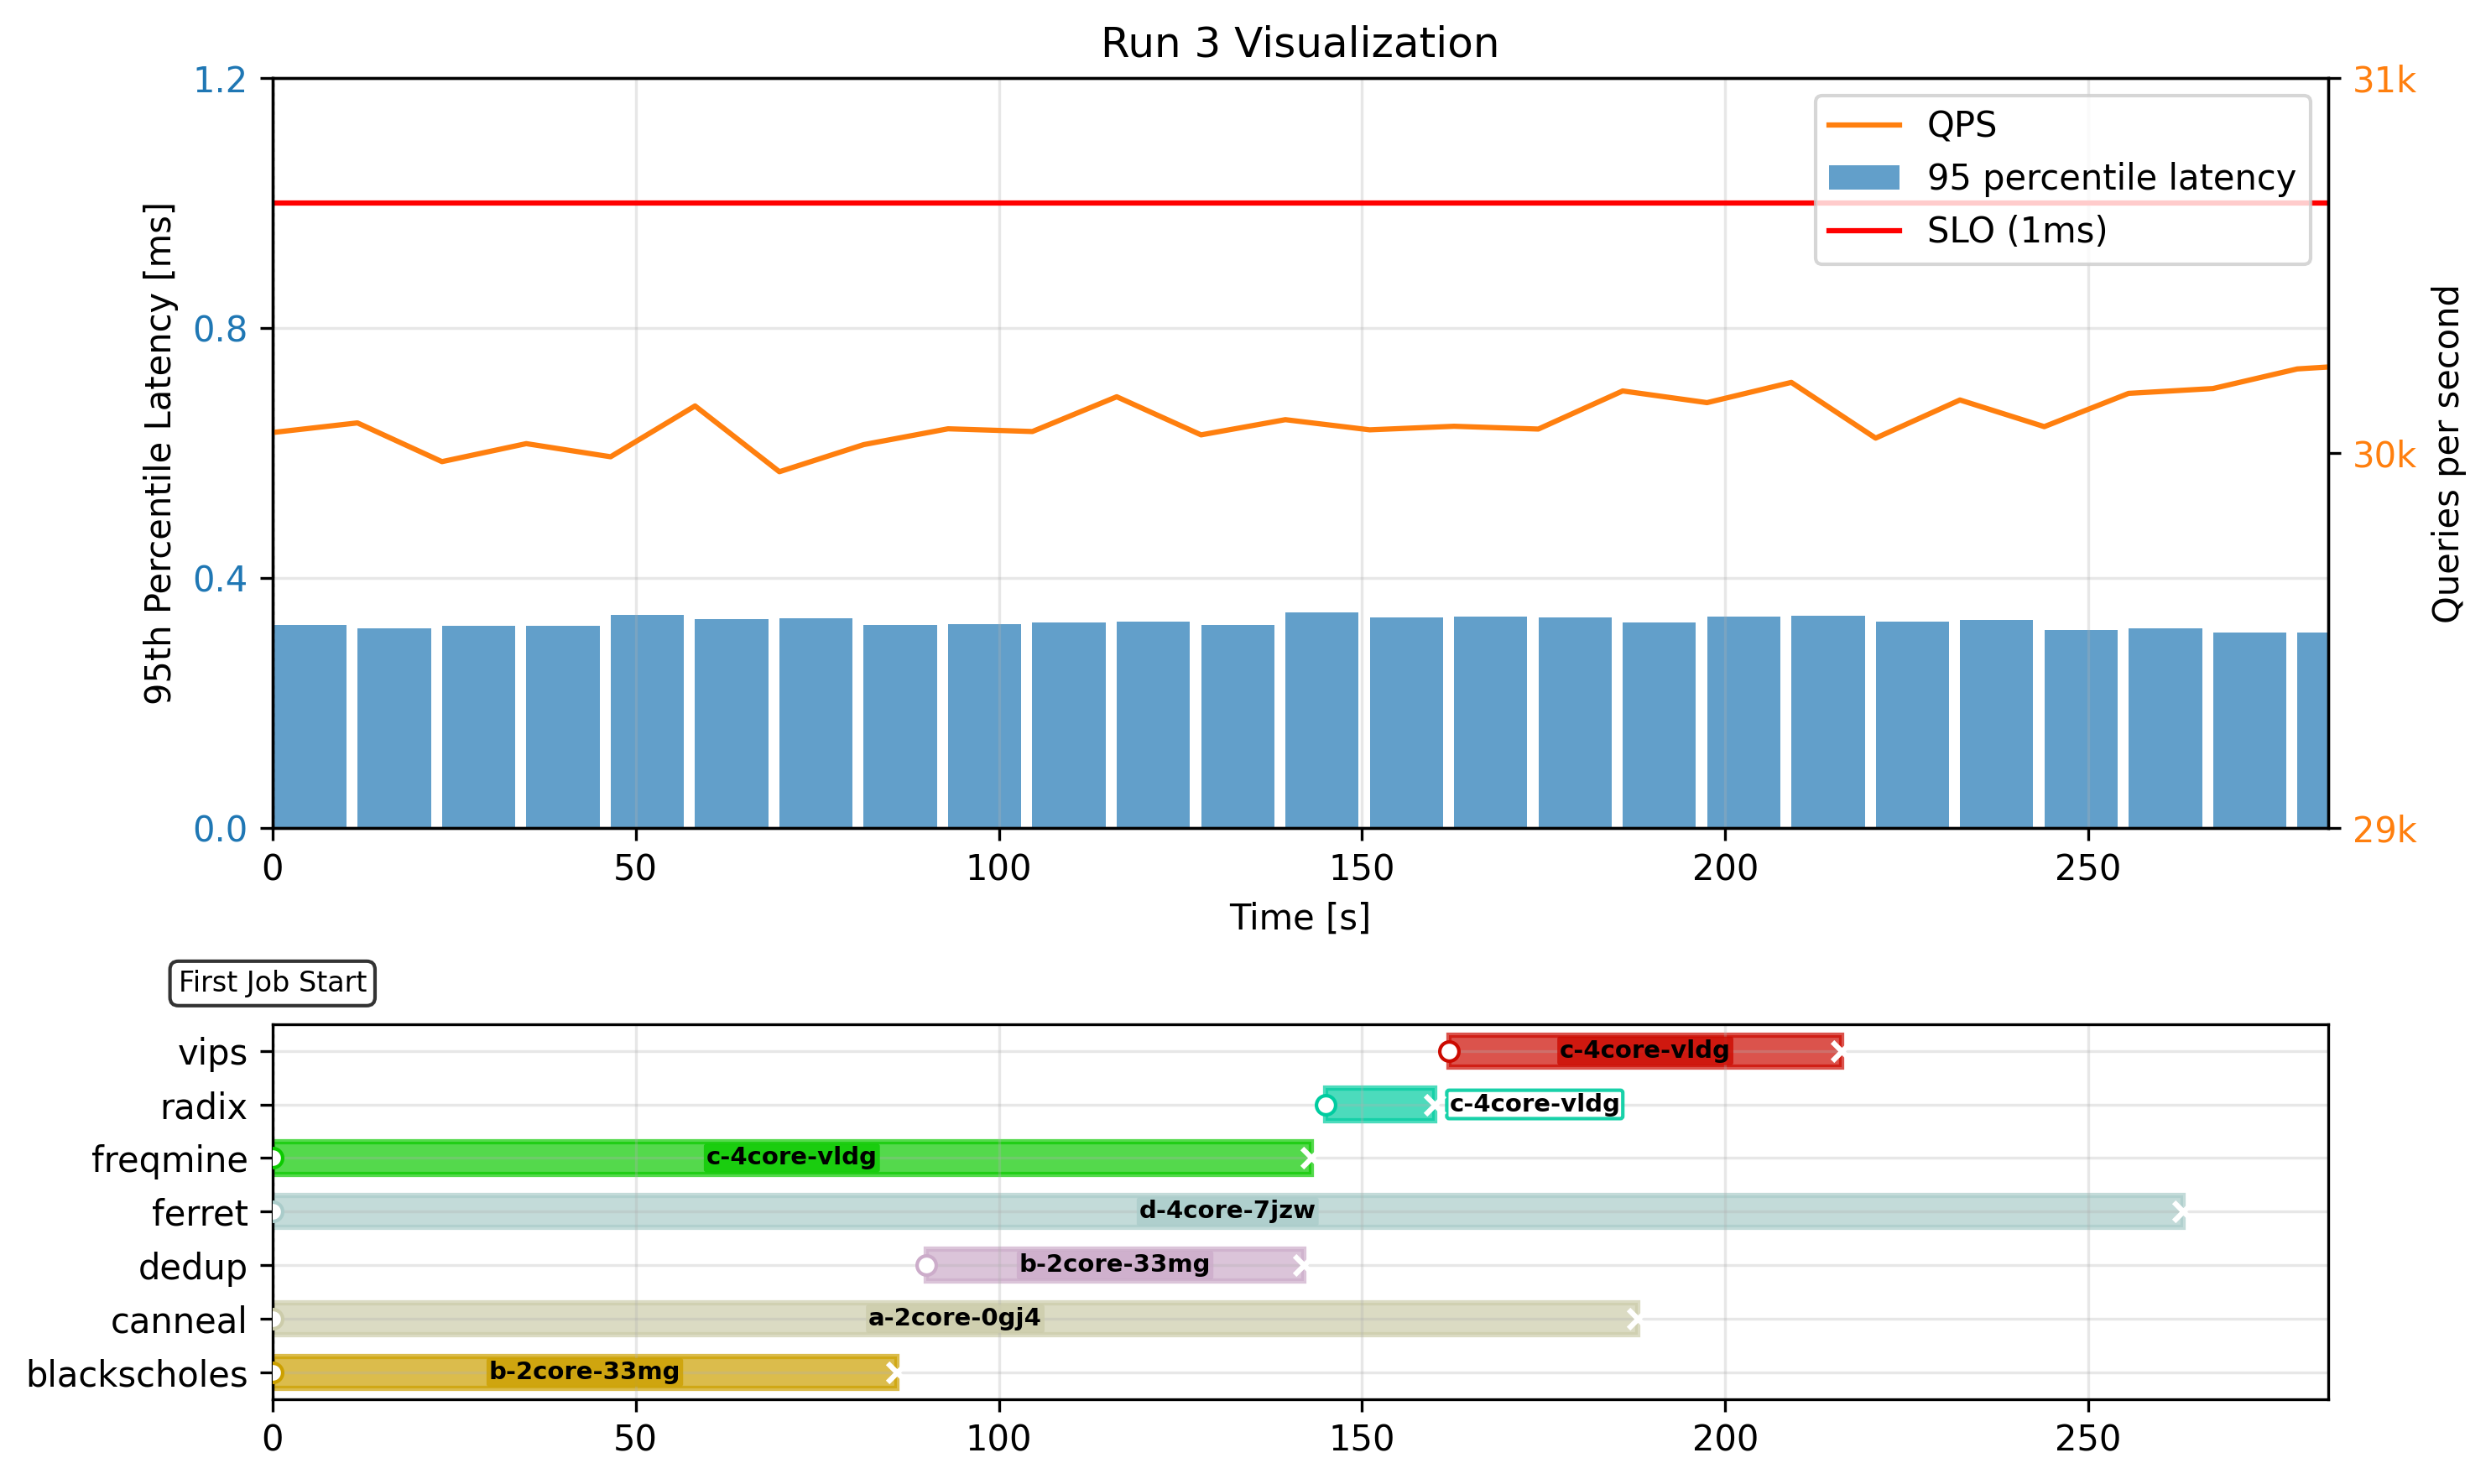 Run 3 Visualization
1.2
0.8
0.4
0.0
95th Percentile Latency [ms]
31k
30k
29k
Queries per second
QPS
95 percentile latency
SLO (1ms)
0 50 100 150 200 250
Time [s]
First Job Start
vips c-4core-vldg
radix c-4core-vldg
freqmine c-4core-vldg
ferret d-4core-7jzw
dedup b-2core-33mg
canneal a-2core-0gj4
blackscholes b-2core-33mg
0 50 100 150 200 250